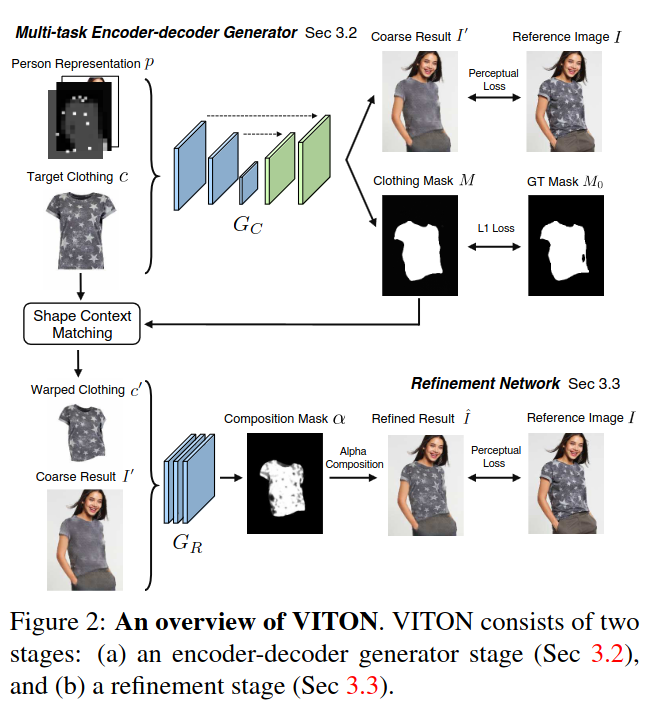 Multi-task Encoder-decoder Generator Sec 3.2
Coarse Result I′
Reference Image I
Person Representation p
Perceptual
Loss
Target Clothing c
G_C
Clothing Mask M
GT Mask M₀
L1 Loss
Shape Context
Matching
Warped Clothing c′
Refinement Network Sec 3.3
Composition Mask α
Refined Result Î
Reference Image I
Alpha
Composition
Perceptual
Loss
Coarse Result I′
G_R
Figure 2: An overview of VITON. VITON consists of two
stages: (a) an encoder-decoder generator stage (Sec 3.2),
and (b) a refinement stage (Sec 3.3).